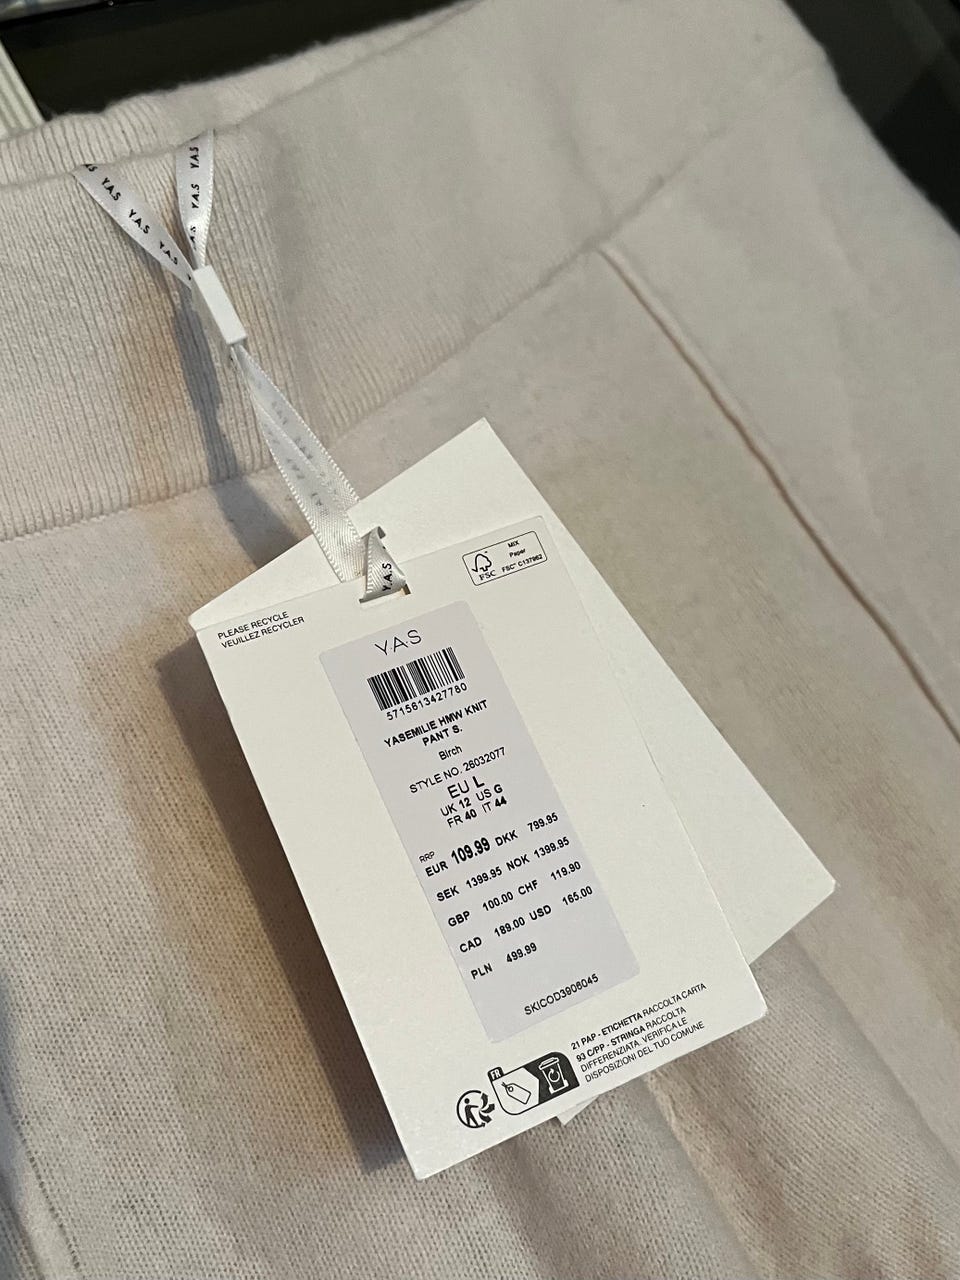 Y.A.S Y.A.S Y.A.S
Y.A.S Y.A.S
Y.A.S
MIX
Paper
FSC® C137962
FSC
PLEASE RECYCLE
VEUILLEZ RECYCLER
Y.A.S
5715613427780
YASEMILIE HMW KNIT
PANT S.
Birch
STYLE NO. 26032077
EU L
UK 12 US G
FR 40 IT 44
RRP
EUR 109.99 DKK 799.95
SEK 1399.95 NOK 1399.95
GBP 100.00 CHF 119.90
CAD 189.00 USD 165.00
PLN 499.99
SKICOD3906045
FR
21 PAP - ETICHETTA RACCOLTA CARTA
93 C/PP - STRINGA RACCOLTA
DIFFERENZIATA. VERIFICA LE
DISPOSIZIONI DEL TUO COMUNE